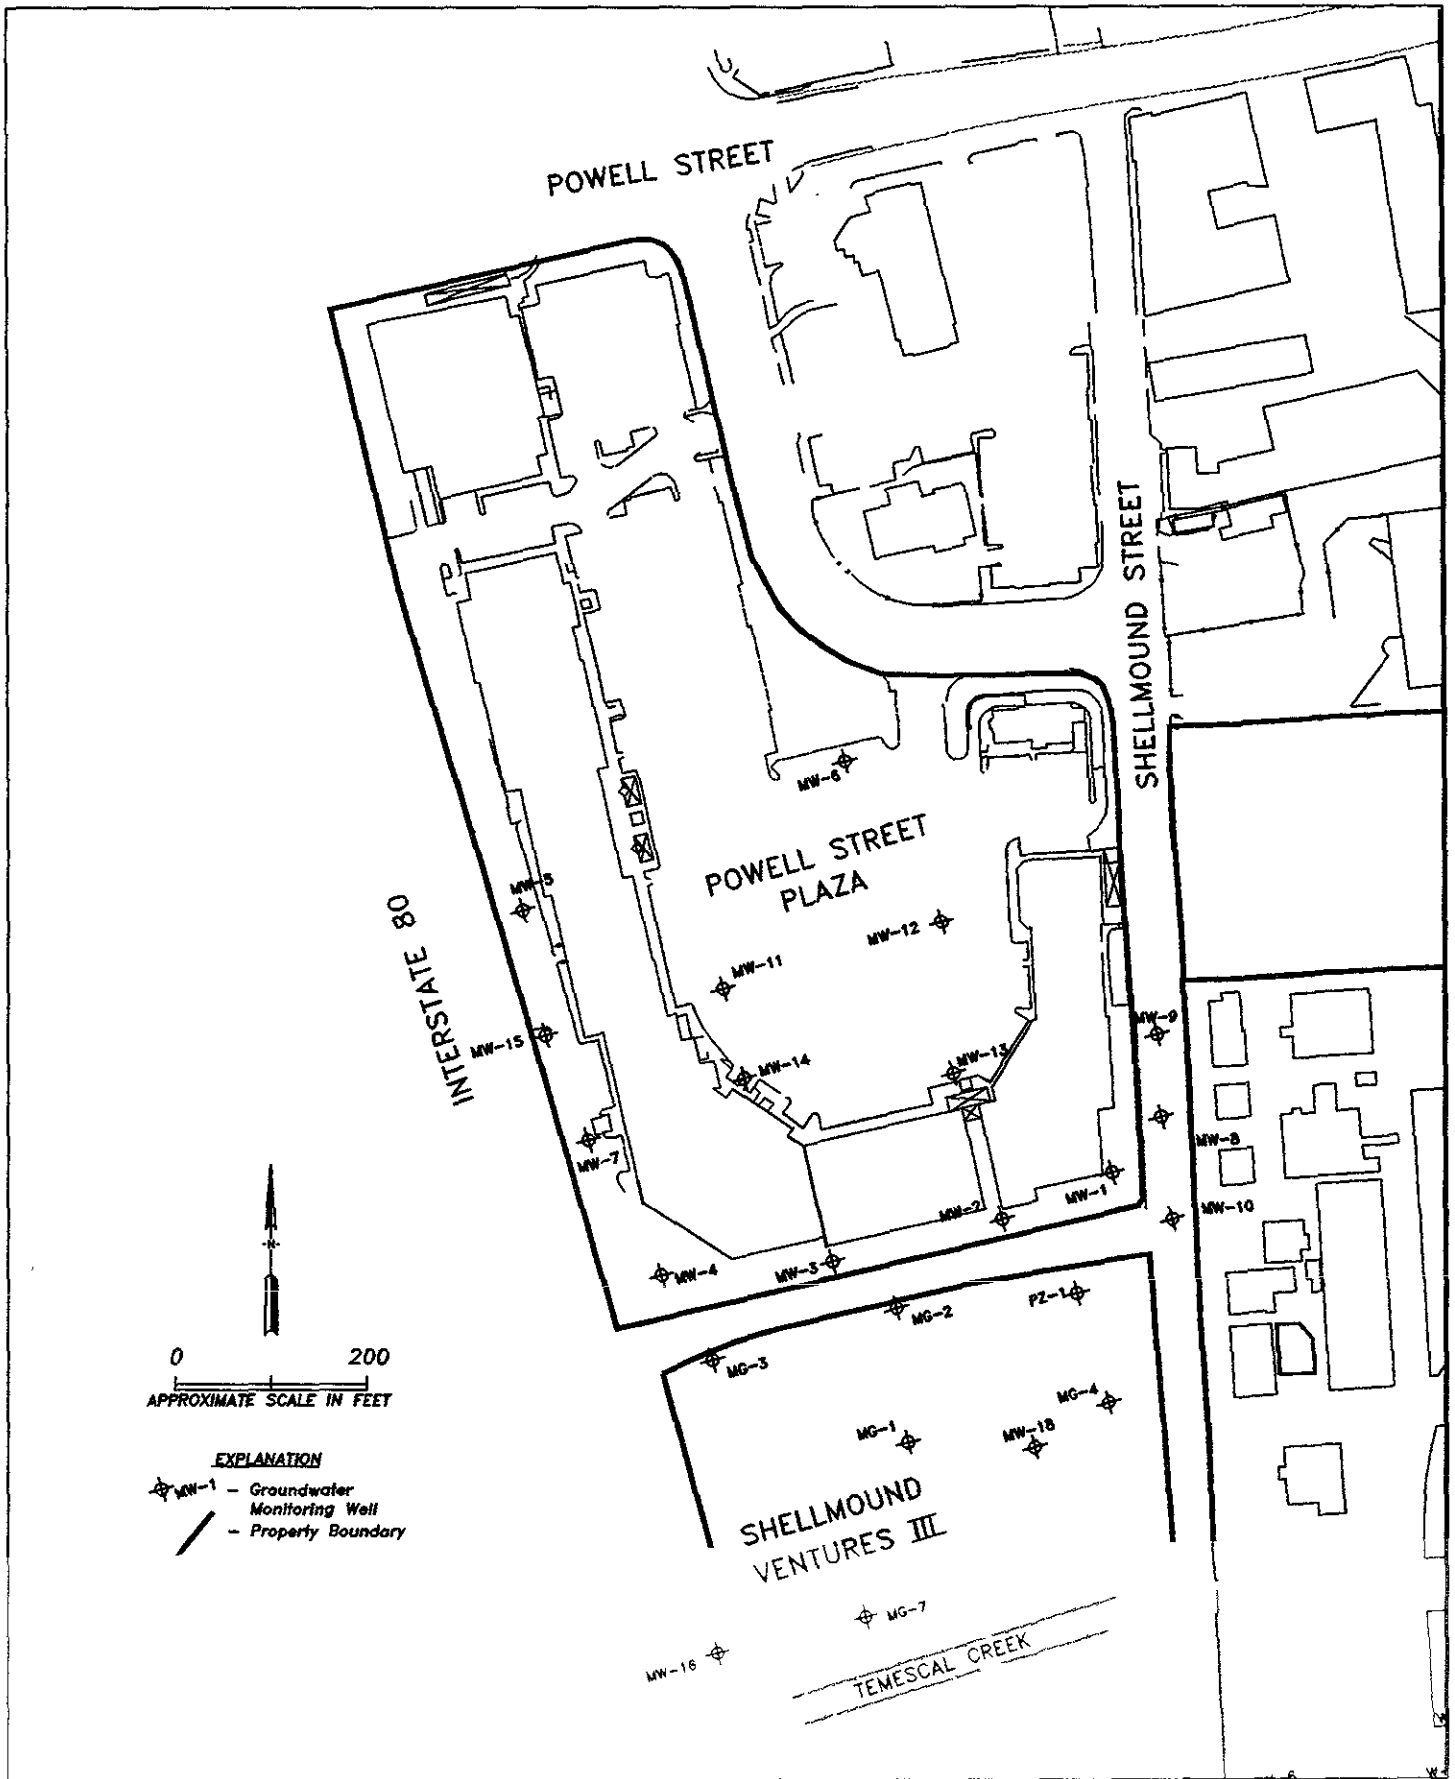 POWELL STREET
SHELLMOUND STREET
MW-6
POWELL STREET
PLAZA
MW-5
INTERSTATE 80
MW-12
MW-11
MW-9
MW-15
MW-14
MW-13
MW-8
MW-7
MW-1
MW-2
MW-10
MW-4
MW-3
PZ-1
MG-2
MG-3
N
0 200
APPROXIMATE SCALE IN FEET
MG-4
MG-1
MW-18
EXPLANATION
MW-1 - Groundwater
Monitoring Well
- Property Boundary
SHELLMOUND
VENTURES III
MG-7
MW-16
TEMESCAL CREEK